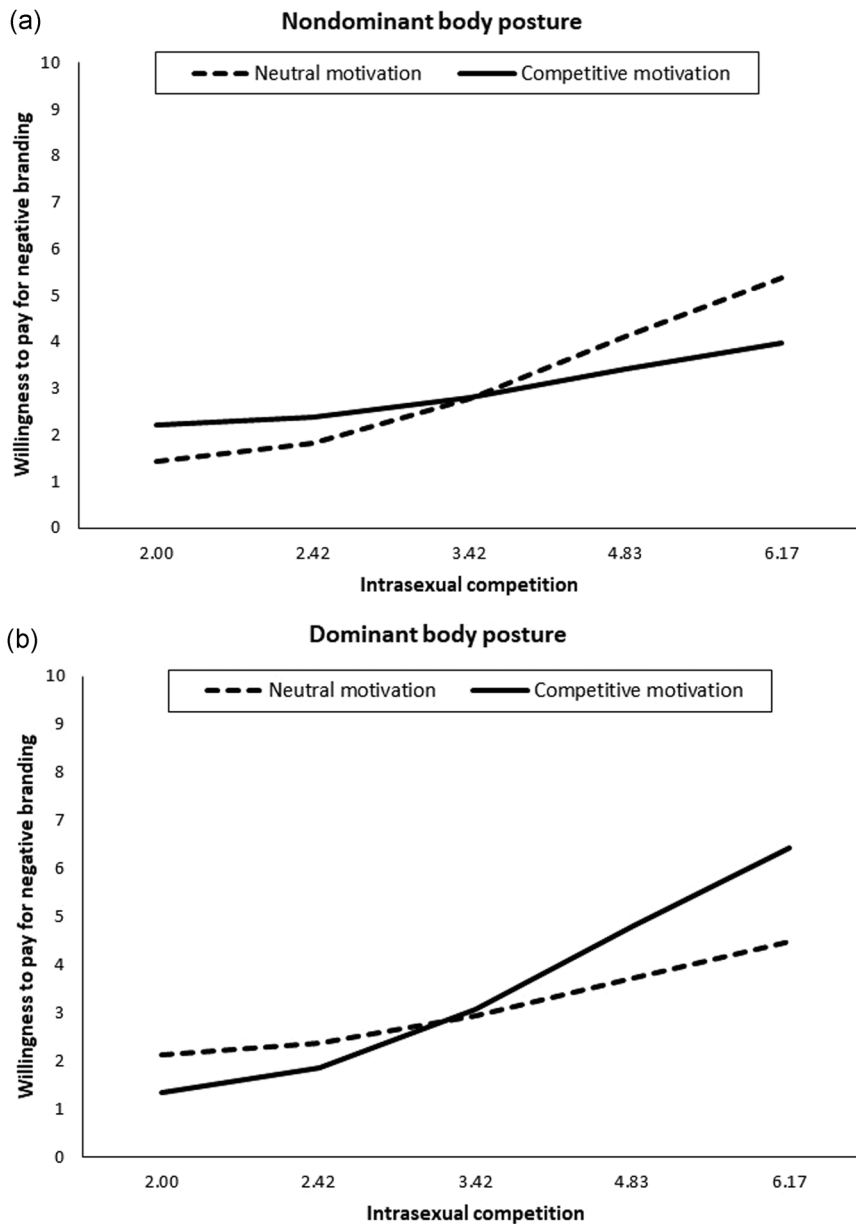 (a)
Nondominant body posture
Neutral motivation Competitive motivation
Willingness to pay for negative branding
10
9
8
7
6
5
4
3
2
1
0
2.00 2.42 3.42 4.83 6.17
Intrasexual competition
(b)
Dominant body posture
Neutral motivation Competitive motivation
Willingness to pay for negative branding
10
9
8
7
6
5
4
3
2
1
0
2.00 2.42 3.42 4.83 6.17
Intrasexual competition